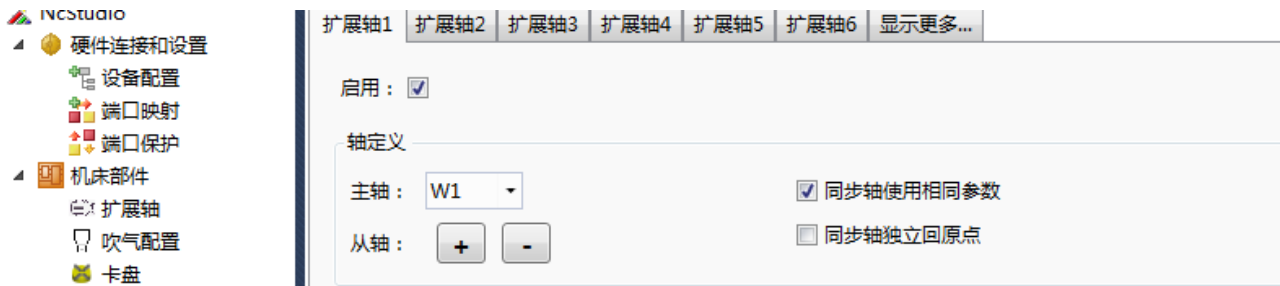 NcStudio
硬件连接和设置
设备配置
端口映射
端口保护
机床部件
扩展轴
吹气配置
卡盘
扩展轴1 扩展轴2 扩展轴3 扩展轴4 扩展轴5 扩展轴6 显示更多...
启用：
轴定义
主轴： W1 同步轴使用相同参数
从轴： + - 同步轴独立回原点